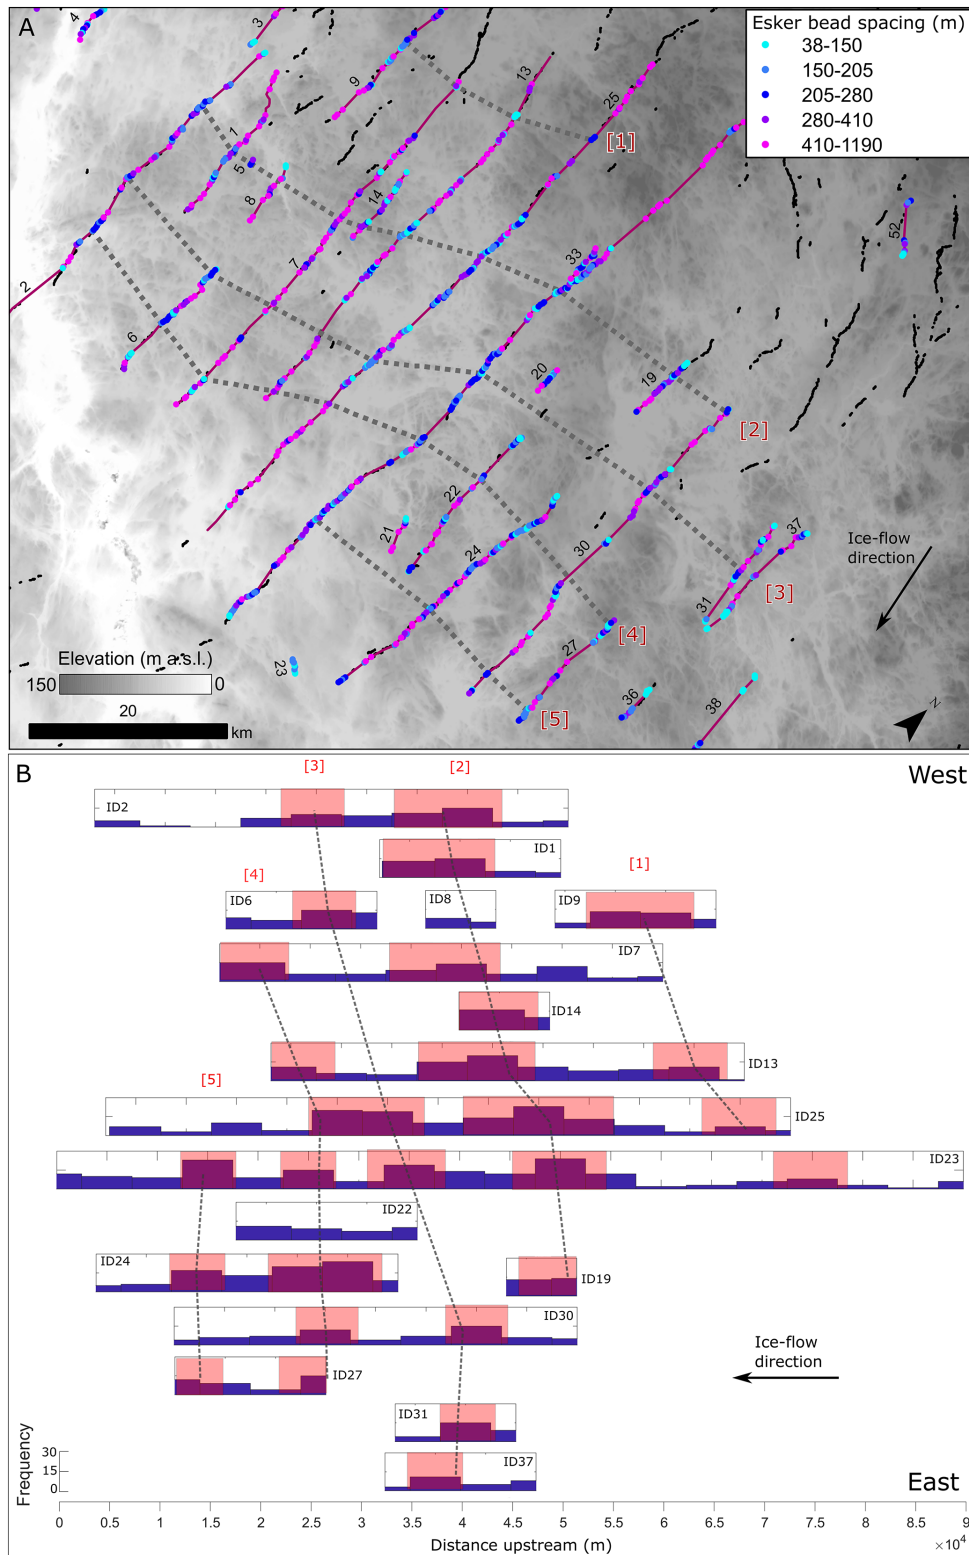 A
Esker bead spacing (m)
38-150
150-205
205-280
280-410
410-1190
4
3
9
13
25
[1]
1
5
8
14
2
7
33
52
6
20
19
[2]
22
21
24
30
37
31
[3]
Ice-flow
direction
27
[4]
23
36
38
[5]
Elevation (m a.s.l.)
150
0
20
km
N
B
[3]
[2]
West
ID2
ID1
[4]
[1]
ID6
ID8
ID9
ID7
ID14
ID13
[5]
ID25
ID23
ID22
ID24
ID19
ID30
Ice-flow
direction
ID27
ID31
ID37
Frequency
30
15
0
East
0 0.5 1 1.5 2 2.5 3 3.5 4 4.5 5 5.5 6 6.5 7 7.5 8 8.5 9
×10⁴
Distance upstream (m)